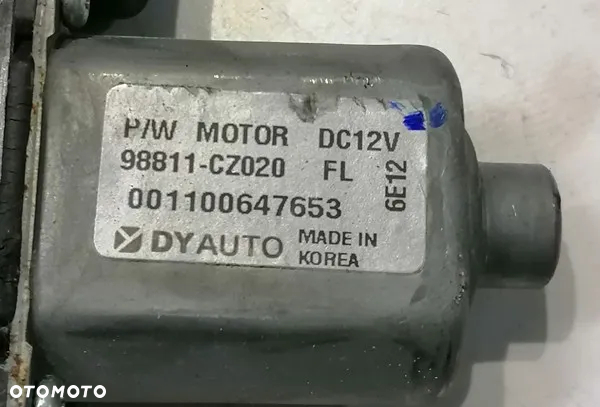 P/W MOTOR DC12V
98811-CZ020 FL
6E12
001100647653
DYAUTO MADE IN
KOREA
OTOMOTO